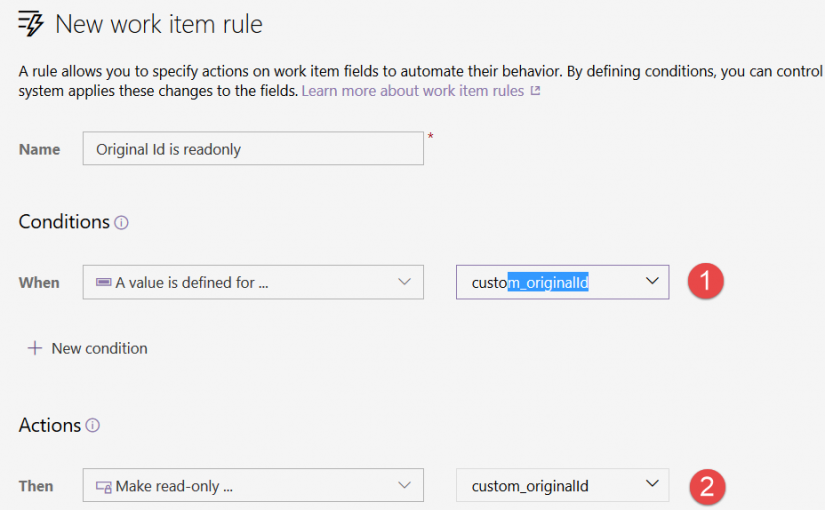 New work item rule
A rule allows you to specify actions on work item fields to automate their behavior. By defining conditions, you can control
system applies these changes to the fields. Learn more about work item rules
Name Original Id is readonly *
Conditions
When A value is defined for ... custom_originalId 1
New condition
Actions
Then Make read-only ... custom_originalId 2